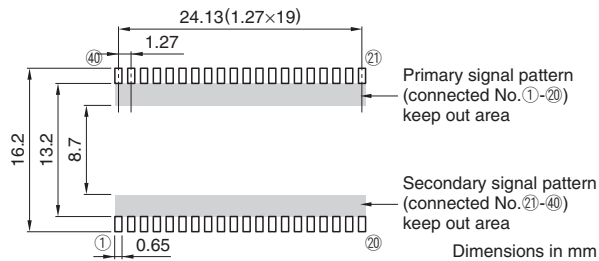 24.13(1.27×19)
㊵ 1.27 ㉑
Primary signal pattern
(connected No.①-⑳)
keep out area
16.2
13.2
8.7
Secondary signal pattern
(connected No.㉑-㊵)
keep out area
① 0.65 ⑳
Dimensions in mm